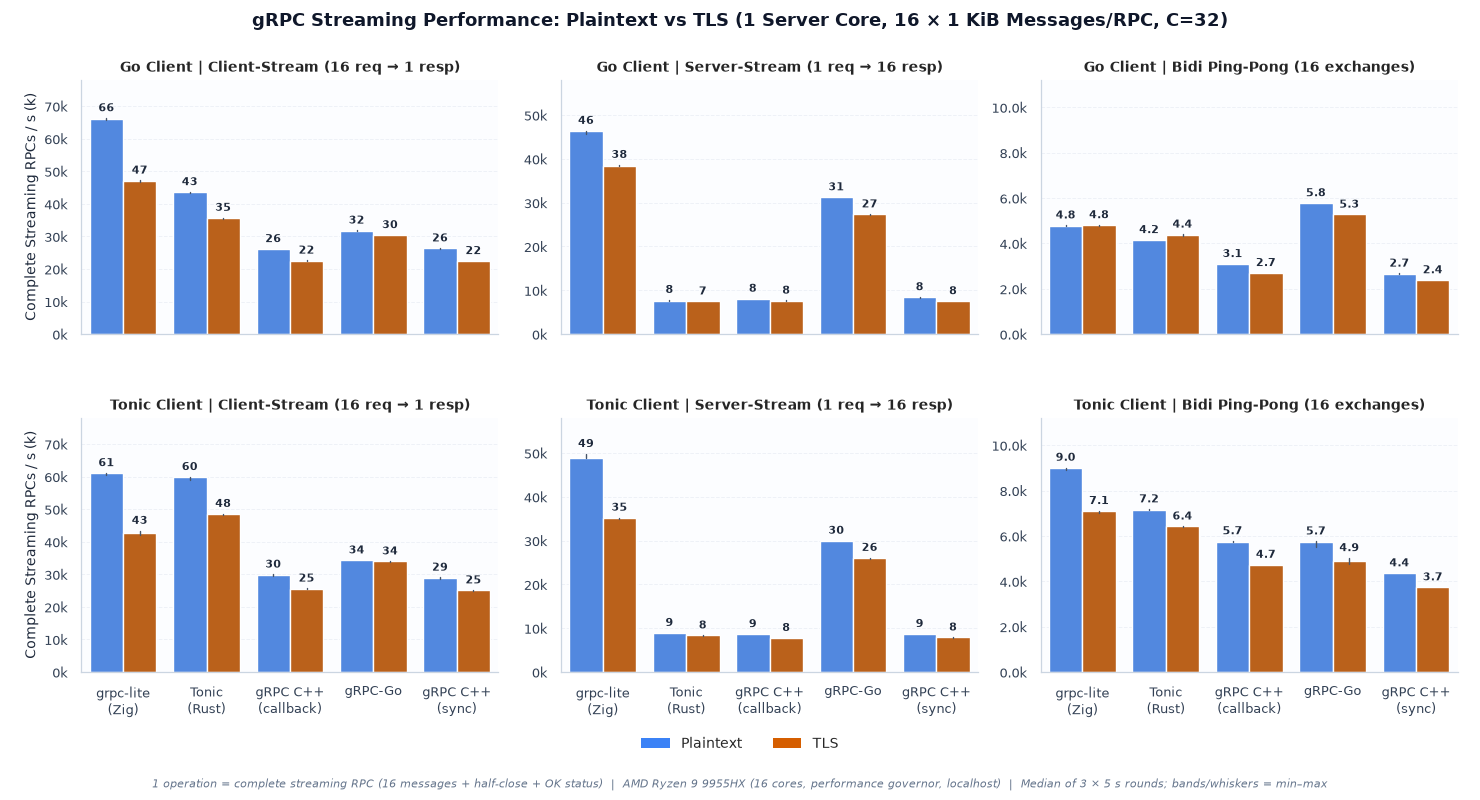 gRPC Streaming Performance: Plaintext vs TLS (1 Server Core, 16 × 1 KiB Messages/RPC, C=32)
Go Client | Client-Stream (16 req → 1 resp)
Complete Streaming RPCs / s (k)
70k
60k
50k
40k
30k
20k
10k
0k
66
47
43
35
26
22
32
30
26
22
Go Client | Server-Stream (1 req → 16 resp)
50k
40k
30k
20k
10k
0k
46
38
8
7
8
8
31
27
8
8
Go Client | Bidi Ping-Pong (16 exchanges)
10.0k
8.0k
6.0k
4.0k
2.0k
0.0k
4.8
4.8
4.2
4.4
3.1
2.7
5.8
5.3
2.7
2.4
Tonic Client | Client-Stream (16 req → 1 resp)
Complete Streaming RPCs / s (k)
70k
60k
50k
40k
30k
20k
10k
0k
61
43
60
48
30
25
34
34
29
25
grpc-lite
(Zig)
Tonic
(Rust)
gRPC C++
(callback)
gRPC-Go
gRPC C++
(sync)
Tonic Client | Server-Stream (1 req → 16 resp)
50k
40k
30k
20k
10k
0k
49
35
9
8
9
8
30
26
9
8
grpc-lite
(Zig)
Tonic
(Rust)
gRPC C++
(callback)
gRPC-Go
gRPC C++
(sync)
Tonic Client | Bidi Ping-Pong (16 exchanges)
10.0k
8.0k
6.0k
4.0k
2.0k
0.0k
9.0
7.1
7.2
6.4
5.7
4.7
5.7
4.9
4.4
3.7
grpc-lite
(Zig)
Tonic
(Rust)
gRPC C++
(callback)
gRPC-Go
gRPC C++
(sync)
Plaintext
TLS
1 operation = complete streaming RPC (16 messages + half-close + OK status) | AMD Ryzen 9 9955HX (16 cores, performance governor, localhost) | Median of 3 × 5 s rounds; bands/whiskers = min–max